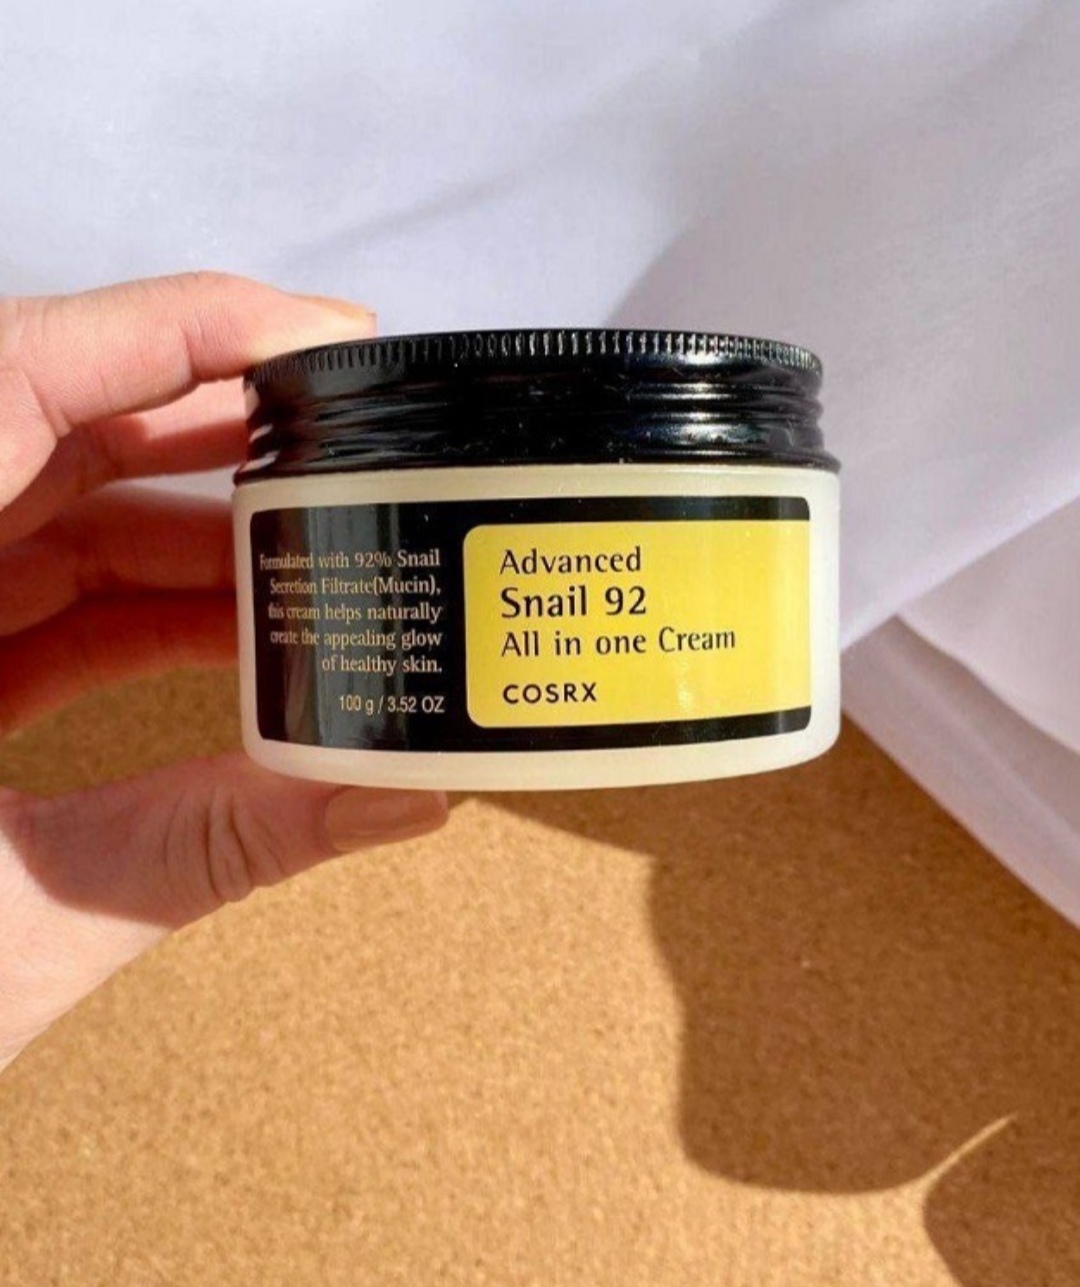 Formulated with 92% Snail
Secretion Filtrate(Mucin),
this cream helps naturally
create the appealing glow
of healthy skin.
100 g / 3.52 OZ
Advanced
Snail 92
All in one Cream
COSRX